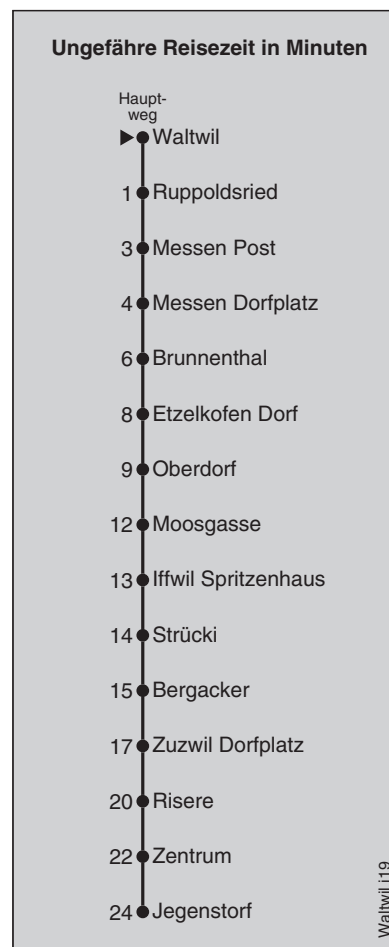 Ungefähre Reisezeit in Minuten
Haupt-
weg
Waltwil
1 Ruppoldsried
3 Messen Post
4 Messen Dorfplatz
6 Brunnenthal
8 Etzelkofen Dorf
9 Oberdorf
12 Moosgasse
13 Iffwil Spritzenhaus
14 Strücki
15 Bergacker
17 Zuzwil Dorfplatz
20 Risere
22 Zentrum
24 Jegenstorf
Waltwil j19